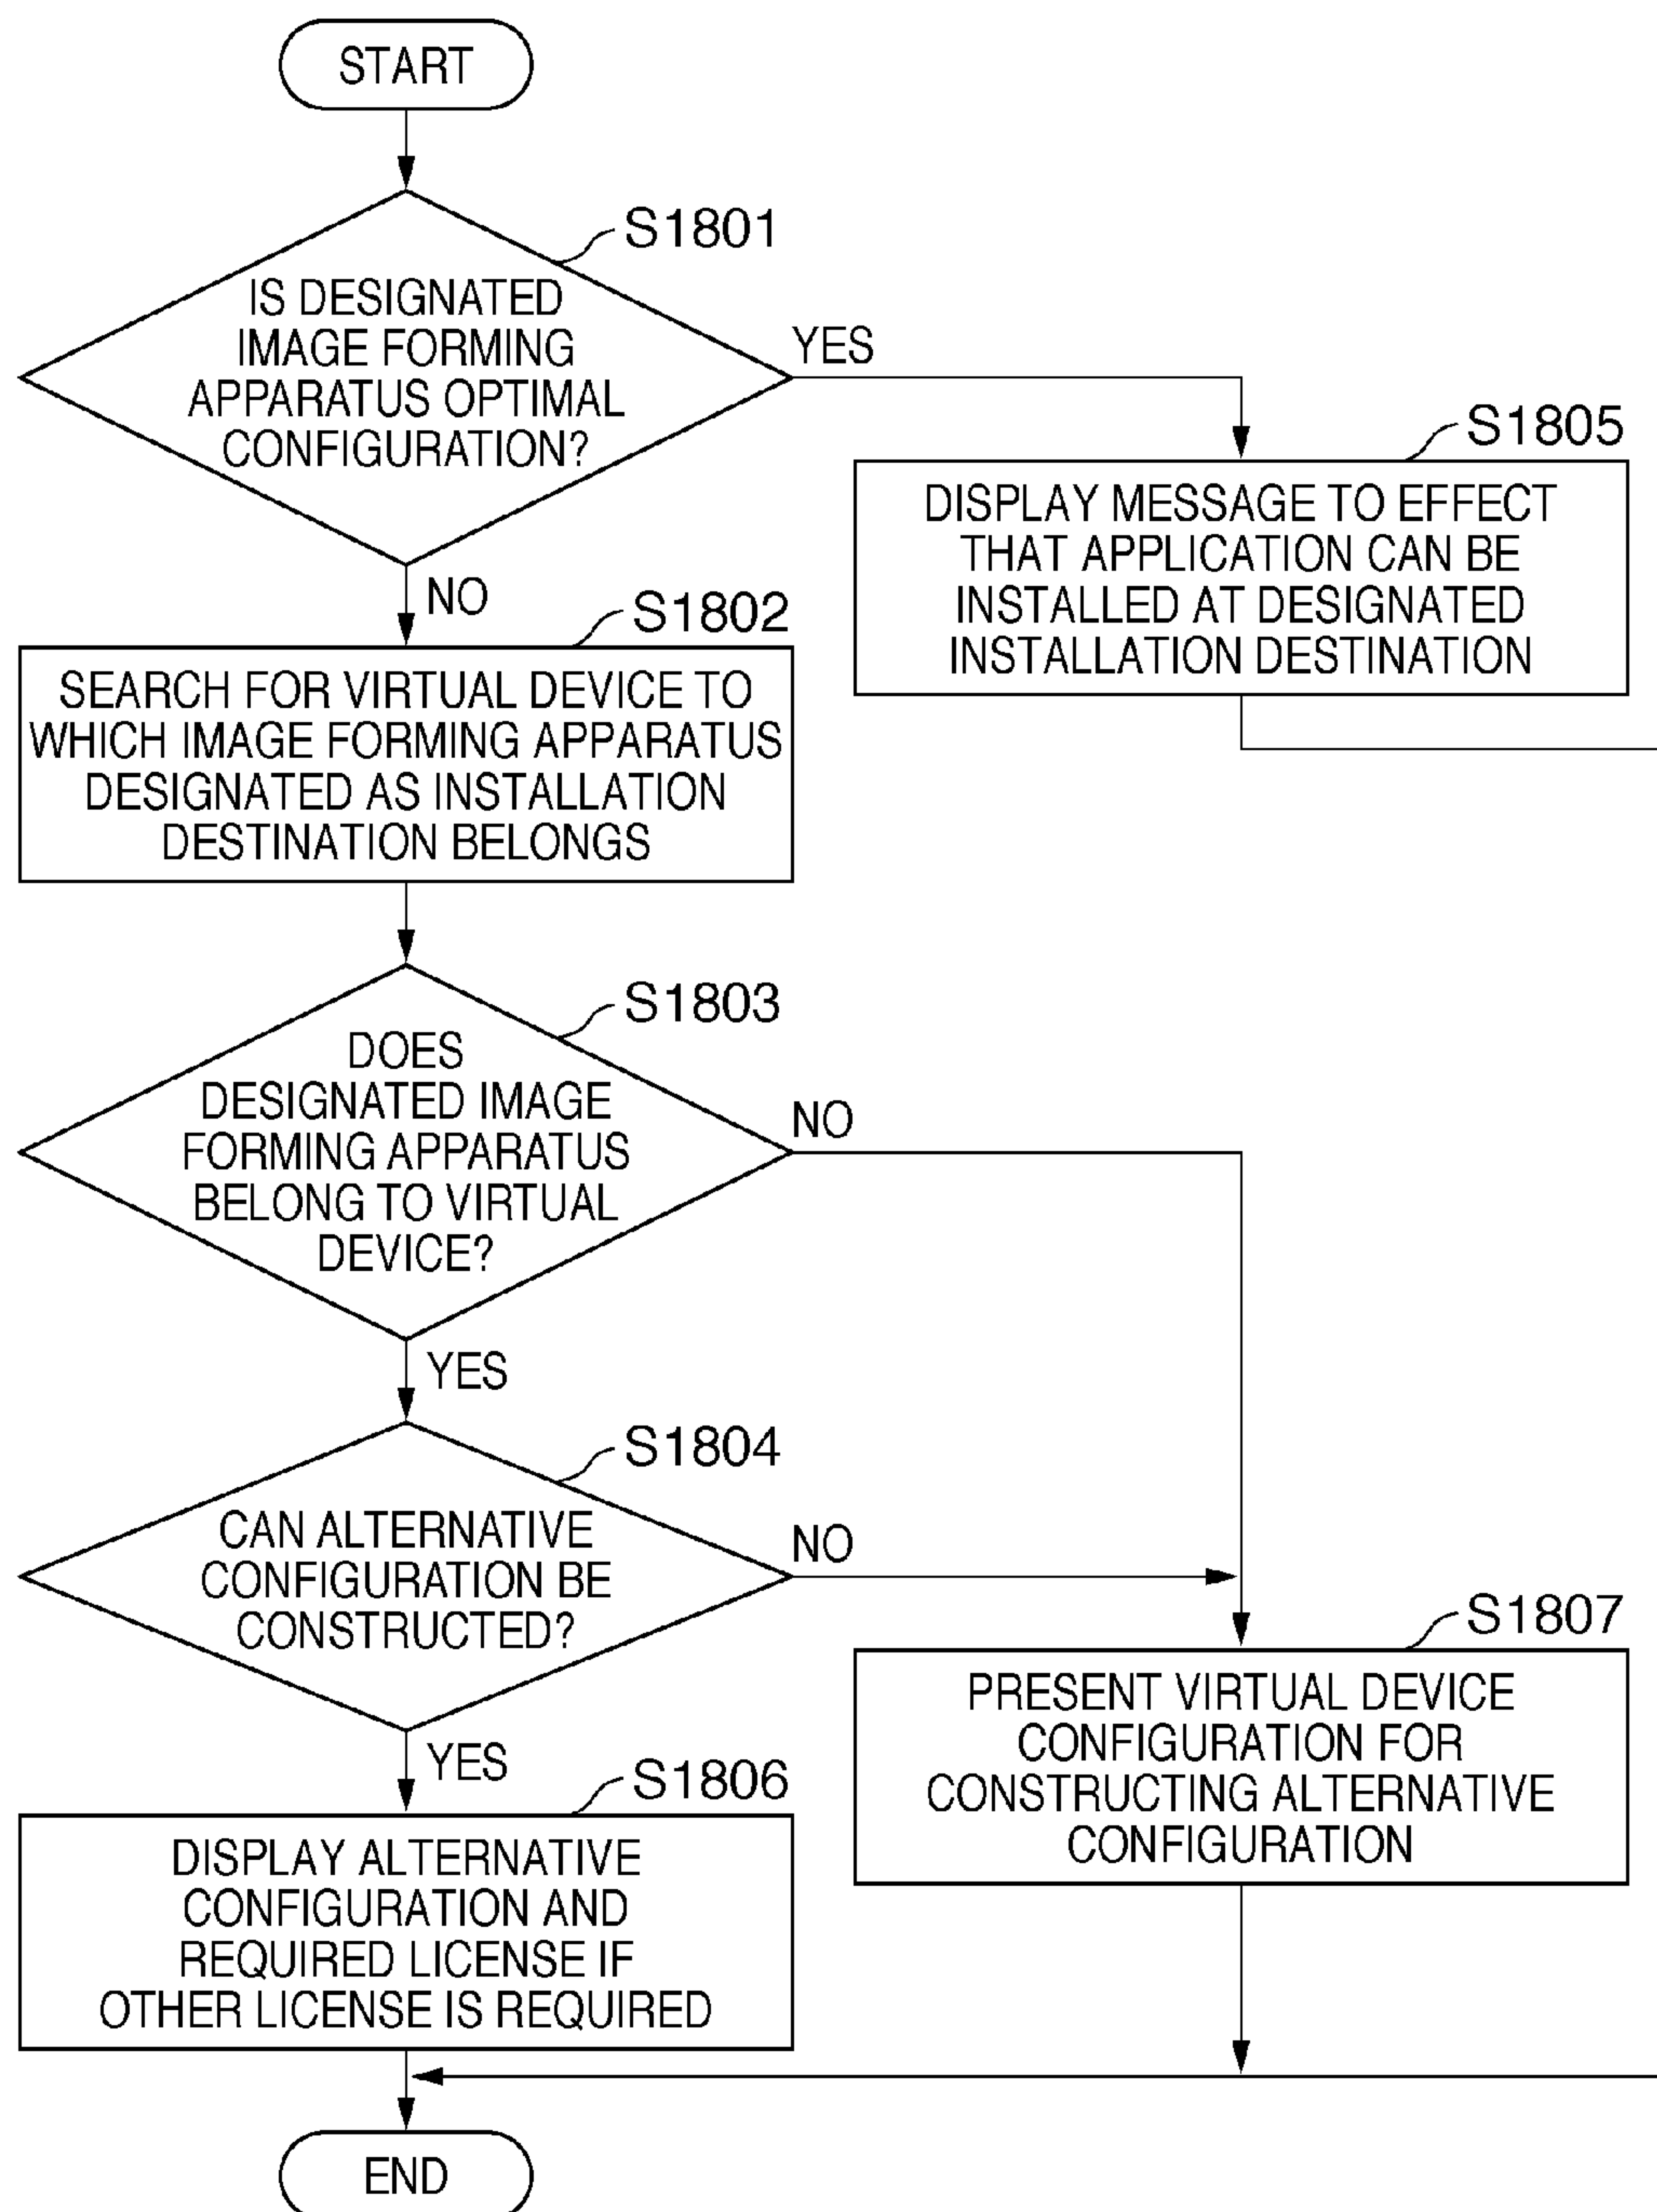 START
S1801
IS DESIGNATED
IMAGE FORMING
APPARATUS OPTIMAL
CONFIGURATION?
YES
NO
S1805
DISPLAY MESSAGE TO EFFECT
THAT APPLICATION CAN BE
INSTALLED AT DESIGNATED
INSTALLATION DESTINATION
S1802
SEARCH FOR VIRTUAL DEVICE TO
WHICH IMAGE FORMING APPARATUS
DESIGNATED AS INSTALLATION
DESTINATION BELONGS
S1803
DOES
DESIGNATED IMAGE
FORMING APPARATUS
BELONG TO VIRTUAL
DEVICE?
NO
YES
S1804
CAN ALTERNATIVE
CONFIGURATION BE
CONSTRUCTED?
NO
YES
S1807
PRESENT VIRTUAL DEVICE
CONFIGURATION FOR
CONSTRUCTING ALTERNATIVE
CONFIGURATION
S1806
DISPLAY ALTERNATIVE
CONFIGURATION AND
REQUIRED LICENSE IF
OTHER LICENSE IS REQUIRED
END